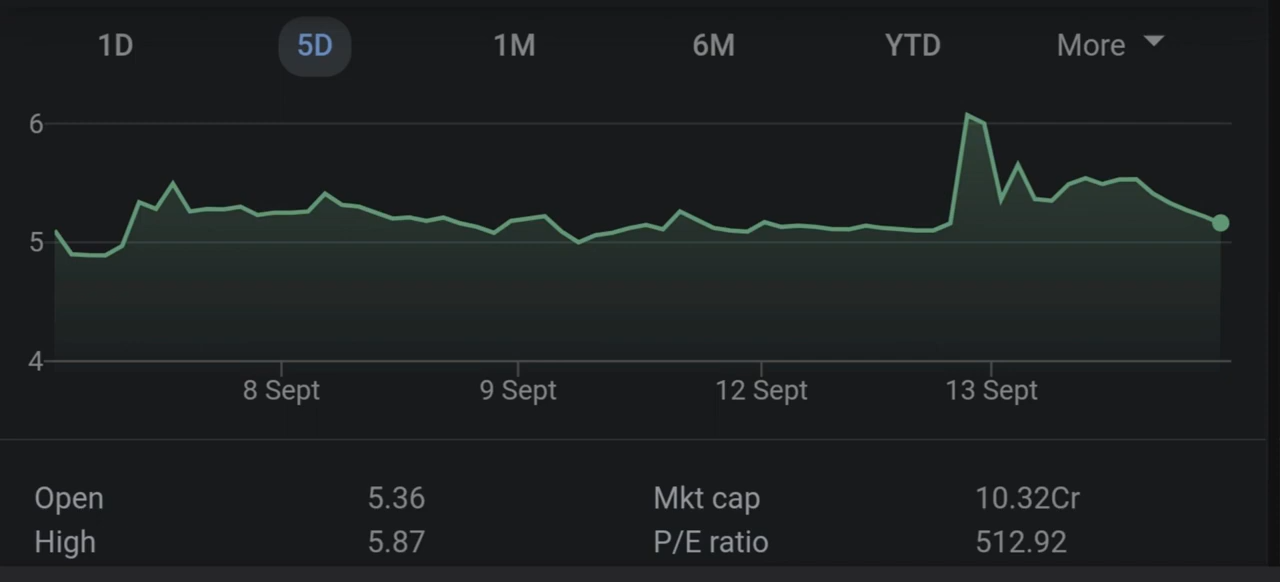 1D 5D 1M 6M YTD More
6
5
4
8 Sept 9 Sept 12 Sept 13 Sept
Open 5.36 Mkt cap 10.32Cr
High 5.87 P/E ratio 512.92